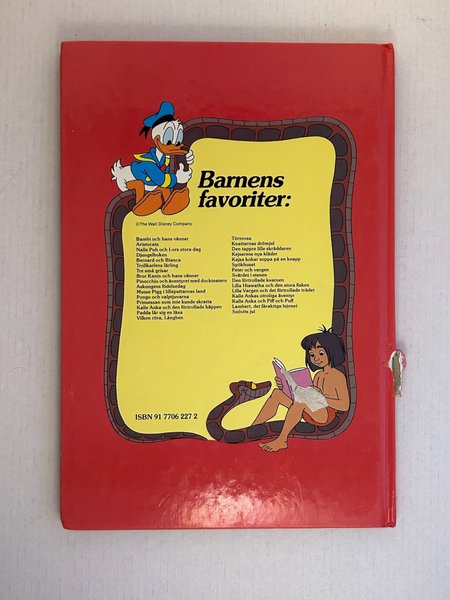 Barnens
favoriter:
©The Walt Disney Company
Bambi och hans vänner
Aristocats
Nalle Puh och I-ors stora dag
Djungelboken
Bernard och Bianca
Trollkarlens lärling
Tre små grisar
Bror Kanin och hans vänner
Pinocchio och äventyret med dockteatern
Askungens födelsedag
Musse Pigg i lilleputtarnas land
Pongo och valptjuvarna
Prinsessan som inte kunde skratta
Kalle Anka och den förtrollade käppen
Padda lär sig en läxa
Vilken röra, Långben
Törnrosa
Knattarnas drömjul
Den tappre lille skräddaren
Kejsarens nya kläder
Kajsa kokar soppa på en knapp
Spökhuset
Peter och vargen
Svärdet i stenen
Den förtrollade kvarnen
Lilla Hiawatha och den stora fisken
Lilla Vargen och det förtrollade trädet
Kalle Ankas otroliga äventyr
Kalle Anka och Piff och Puff
Lambert, det fåraktiga lejonet
Snövits jul
ISBN 91 7706 227 2